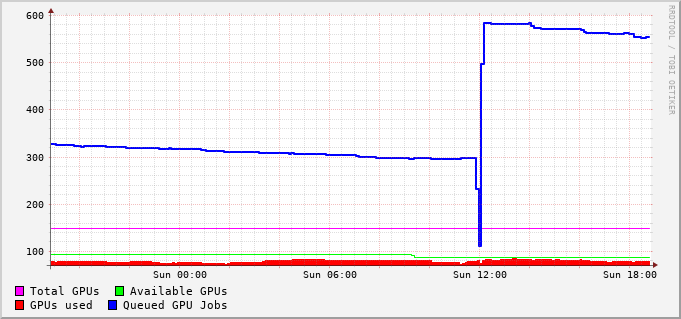 600
500
400
300
200
100
Sun 00:00 Sun 06:00 Sun 12:00 Sun 18:00
Total GPUs Available GPUs
GPUs used Queued GPU Jobs
RRDTOOL / TOBI OETIKER